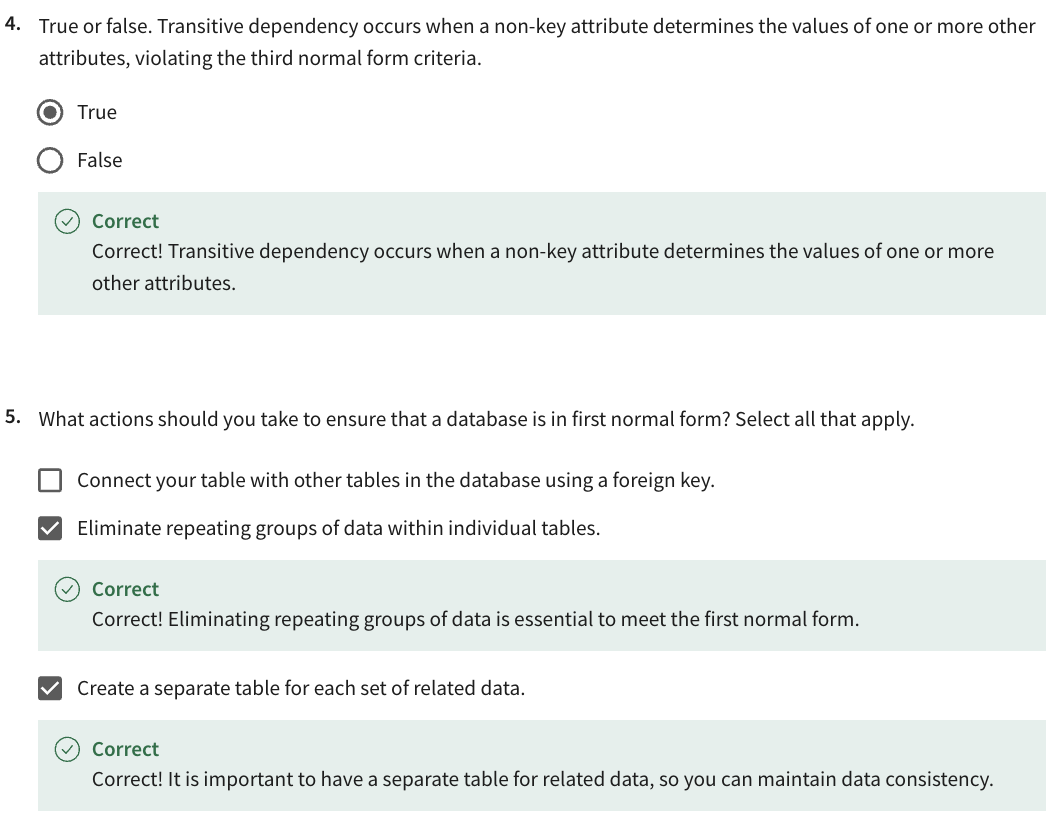 4. True or false. Transitive dependency occurs when a non-key attribute determines the values of one or more other
attributes, violating the third normal form criteria.
True
False
Correct
Correct! Transitive dependency occurs when a non-key attribute determines the values of one or more
other attributes.
5. What actions should you take to ensure that a database is in first normal form? Select all that apply.
Connect your table with other tables in the database using a foreign key.
Eliminate repeating groups of data within individual tables.
Correct
Correct! Eliminating repeating groups of data is essential to meet the first normal form.
Create a separate table for each set of related data.
Correct
Correct! It is important to have a separate table for related data, so you can maintain data consistency.